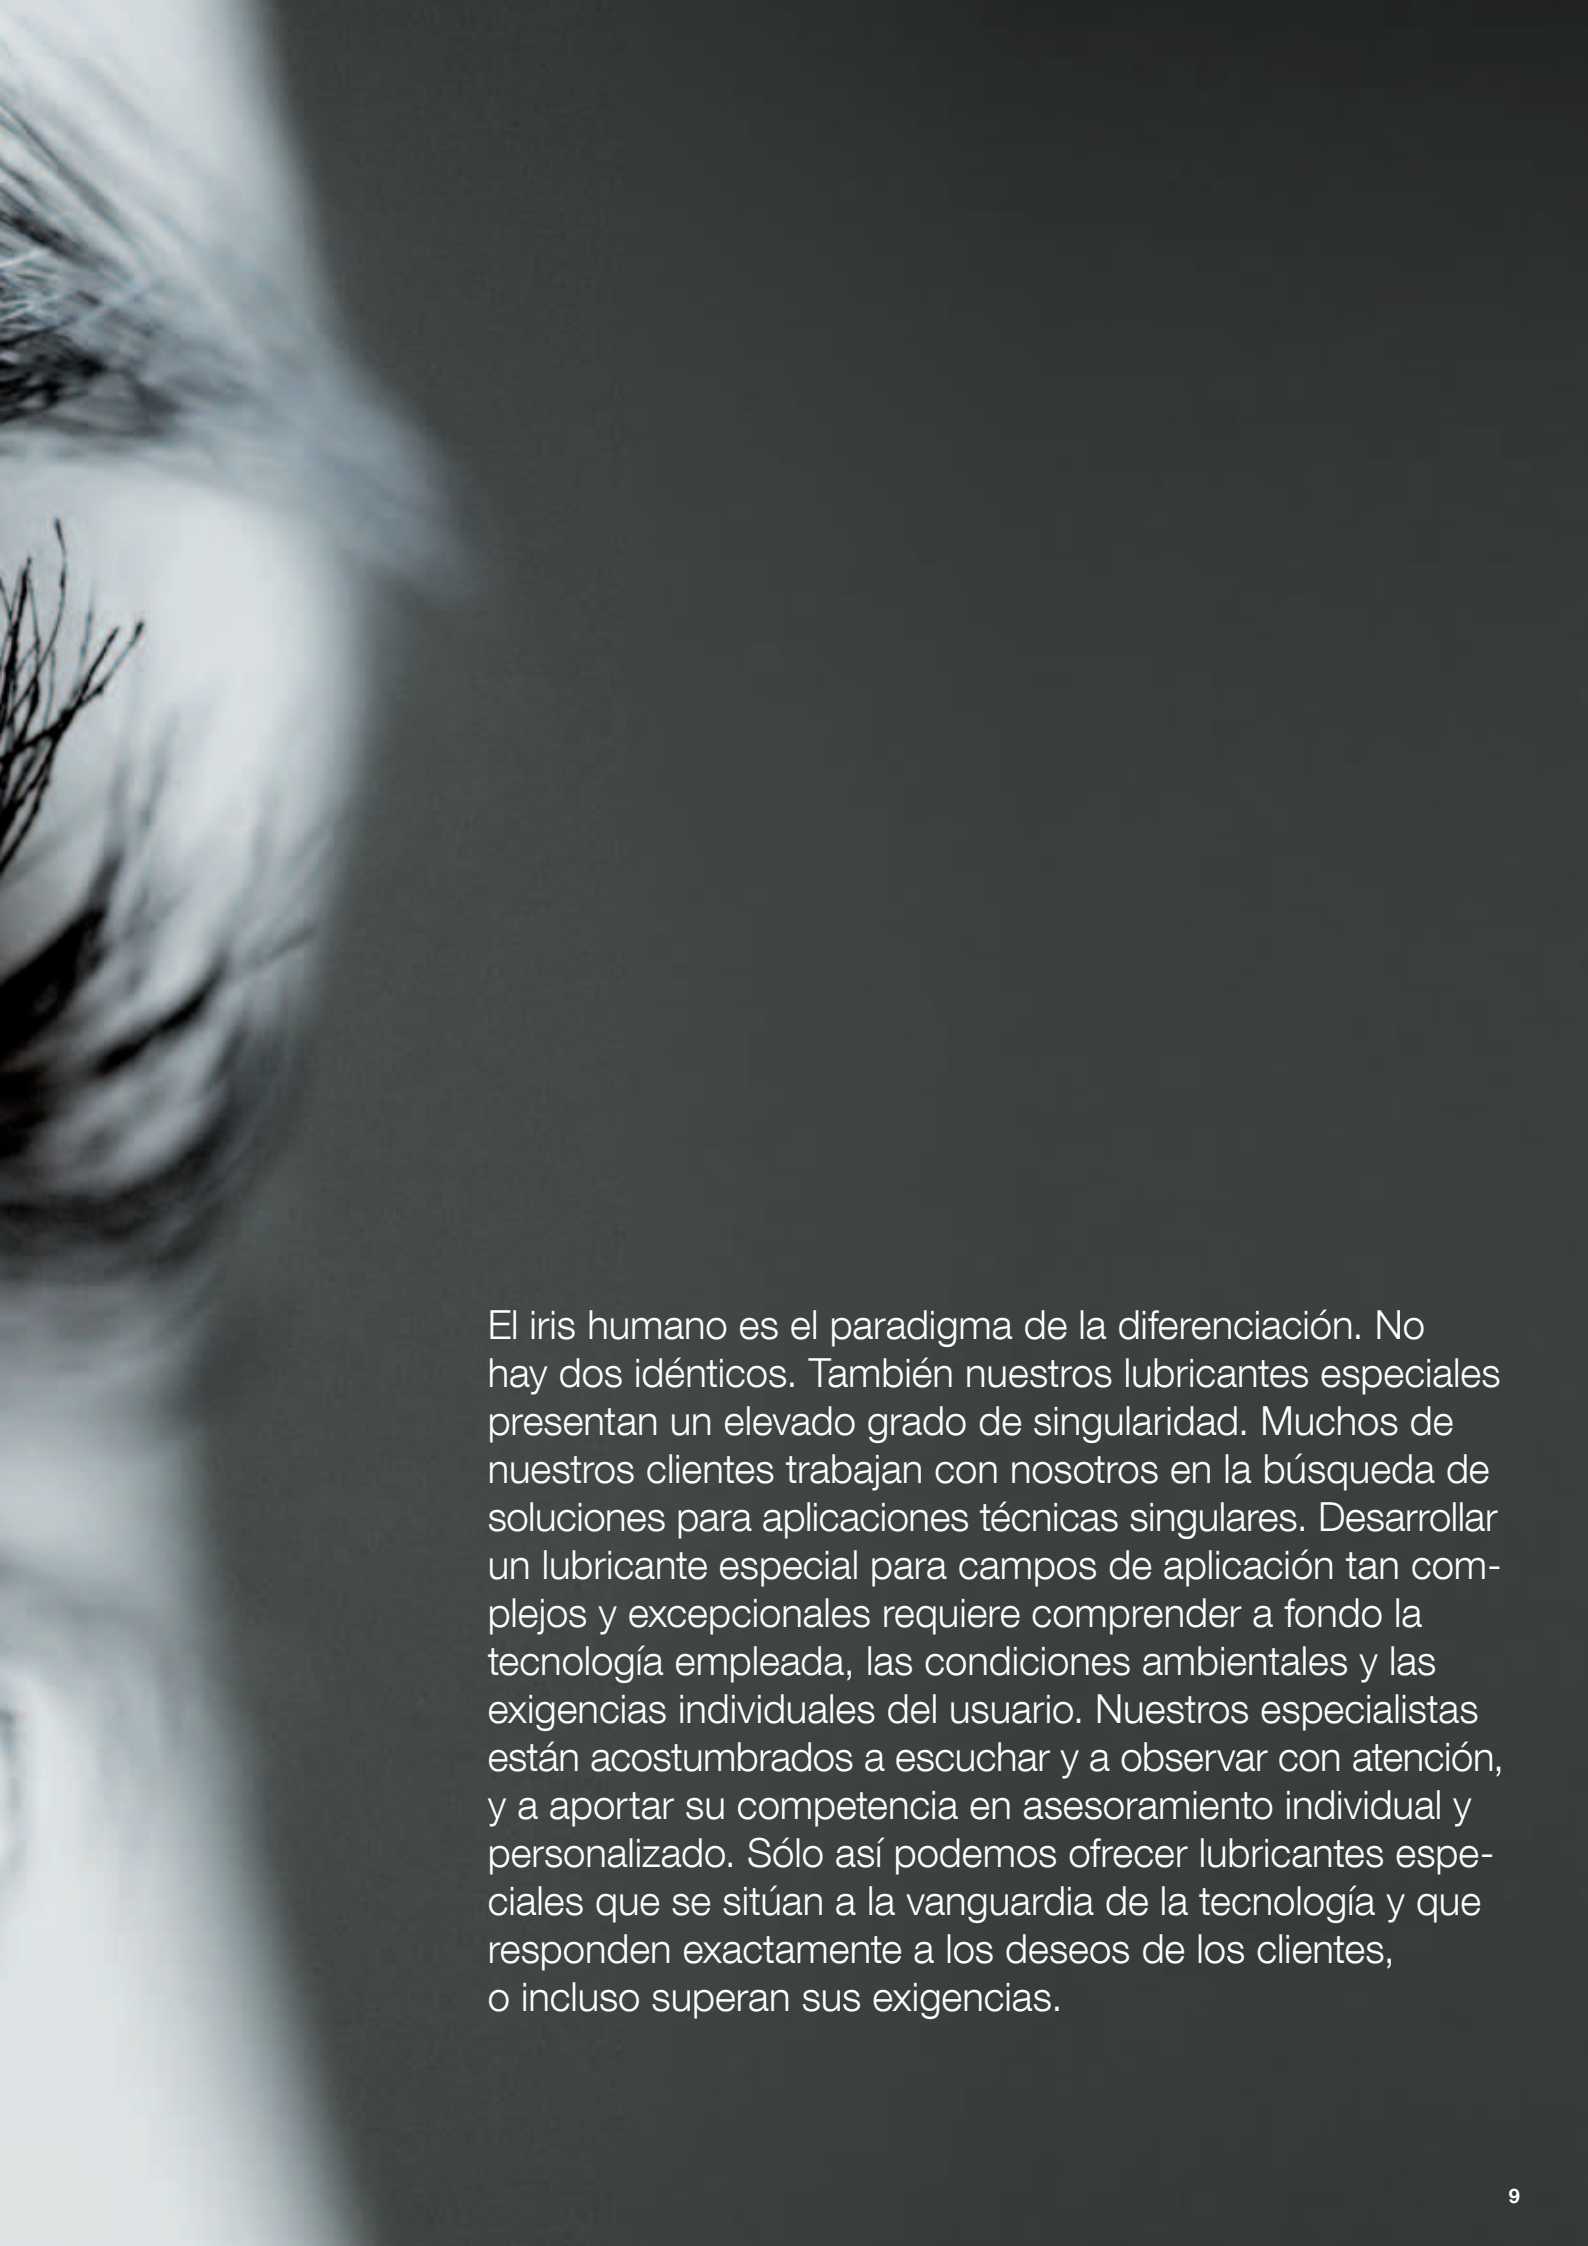 El iris humano es el paradigma de la diferenciación. No
hay dos idénticos. También nuestros lubricantes especiales
presentan un elevado grado de singularidad. Muchos de
nuestros clientes trabajan con nosotros en la búsqueda de
soluciones para aplicaciones técnicas singulares. Desarrollar
un lubricante especial para campos de aplicación tan com-
plejos y excepcionales requiere comprender a fondo la
tecnología empleada, las condiciones ambientales y las
exigencias individuales del usuario. Nuestros especialistas
están acostumbrados a escuchar y a observar con atención,
y a aportar su competencia en asesoramiento individual y
personalizado. Sólo así podemos ofrecer lubricantes espe-
ciales que se sitúan a la vanguardia de la tecnología y que
responden exactamente a los deseos de los clientes,
o incluso superan sus exigencias.
9